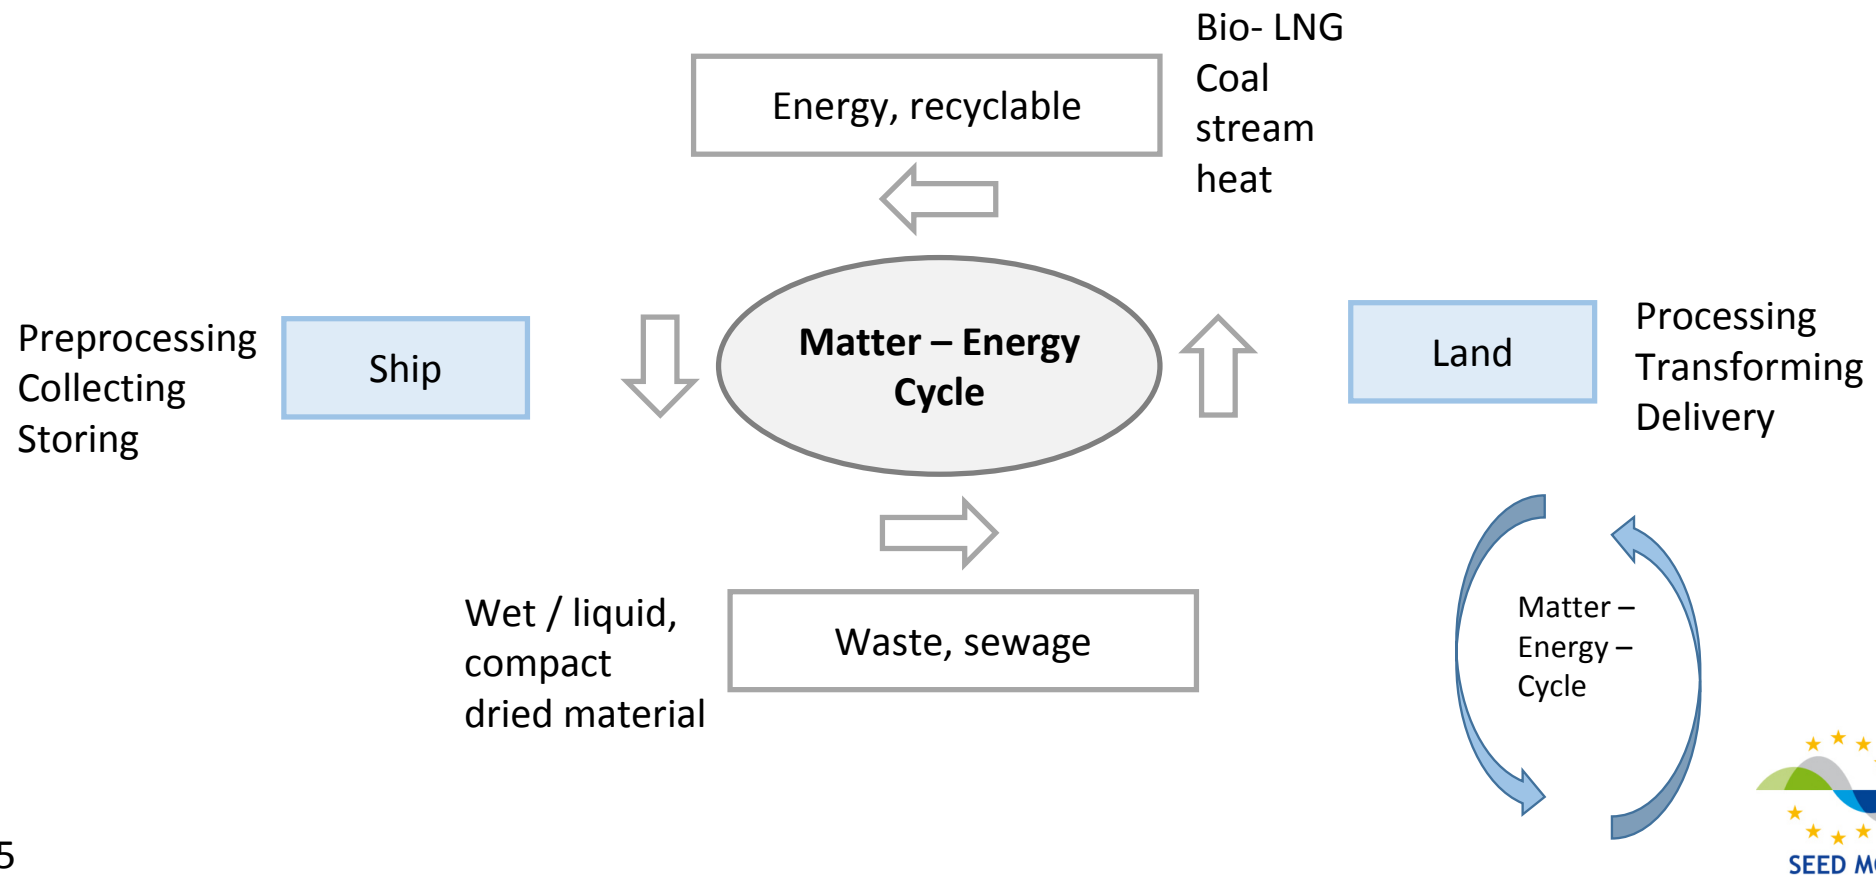 Bio- LNG
Coal
stream
heat
Energy, recyclable
Preprocessing
Collecting
Storing
Ship
Matter – Energy
Cycle
Land
Processing
Transforming
Delivery
Wet / liquid,
compact
dried material
Waste, sewage
Matter –
Energy –
Cycle
5
SEED